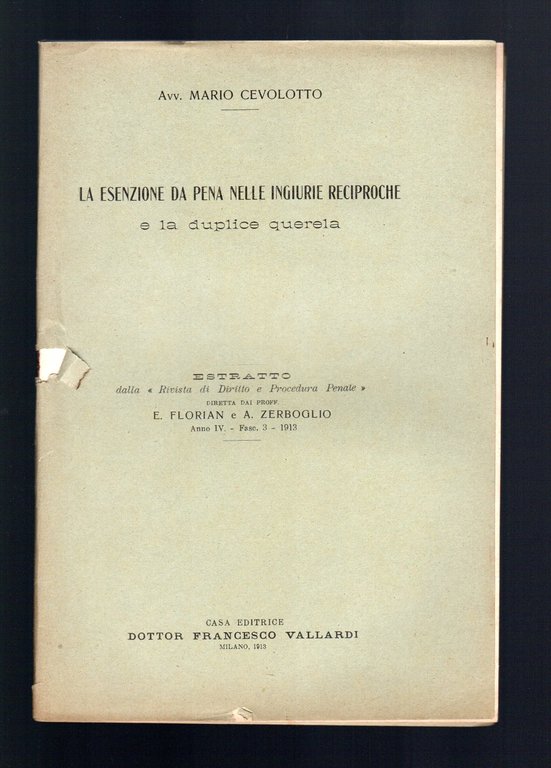 Avv. MARIO CEVOLOTTO
LA ESENZIONE DA PENA NELLE INGIURIE RECIPROCHE
e la duplice querela
ESTRATTO
dalla « Rivista di Diritto e Procedura Penale »
DIRETTA DAI PROFF.
E. FLORIAN e A. ZERBOGLIO
Anno IV. - Fasc. 3 - 1913
CASA EDITRICE
DOTTOR FRANCESCO VALLARDI
MILANO, 1913